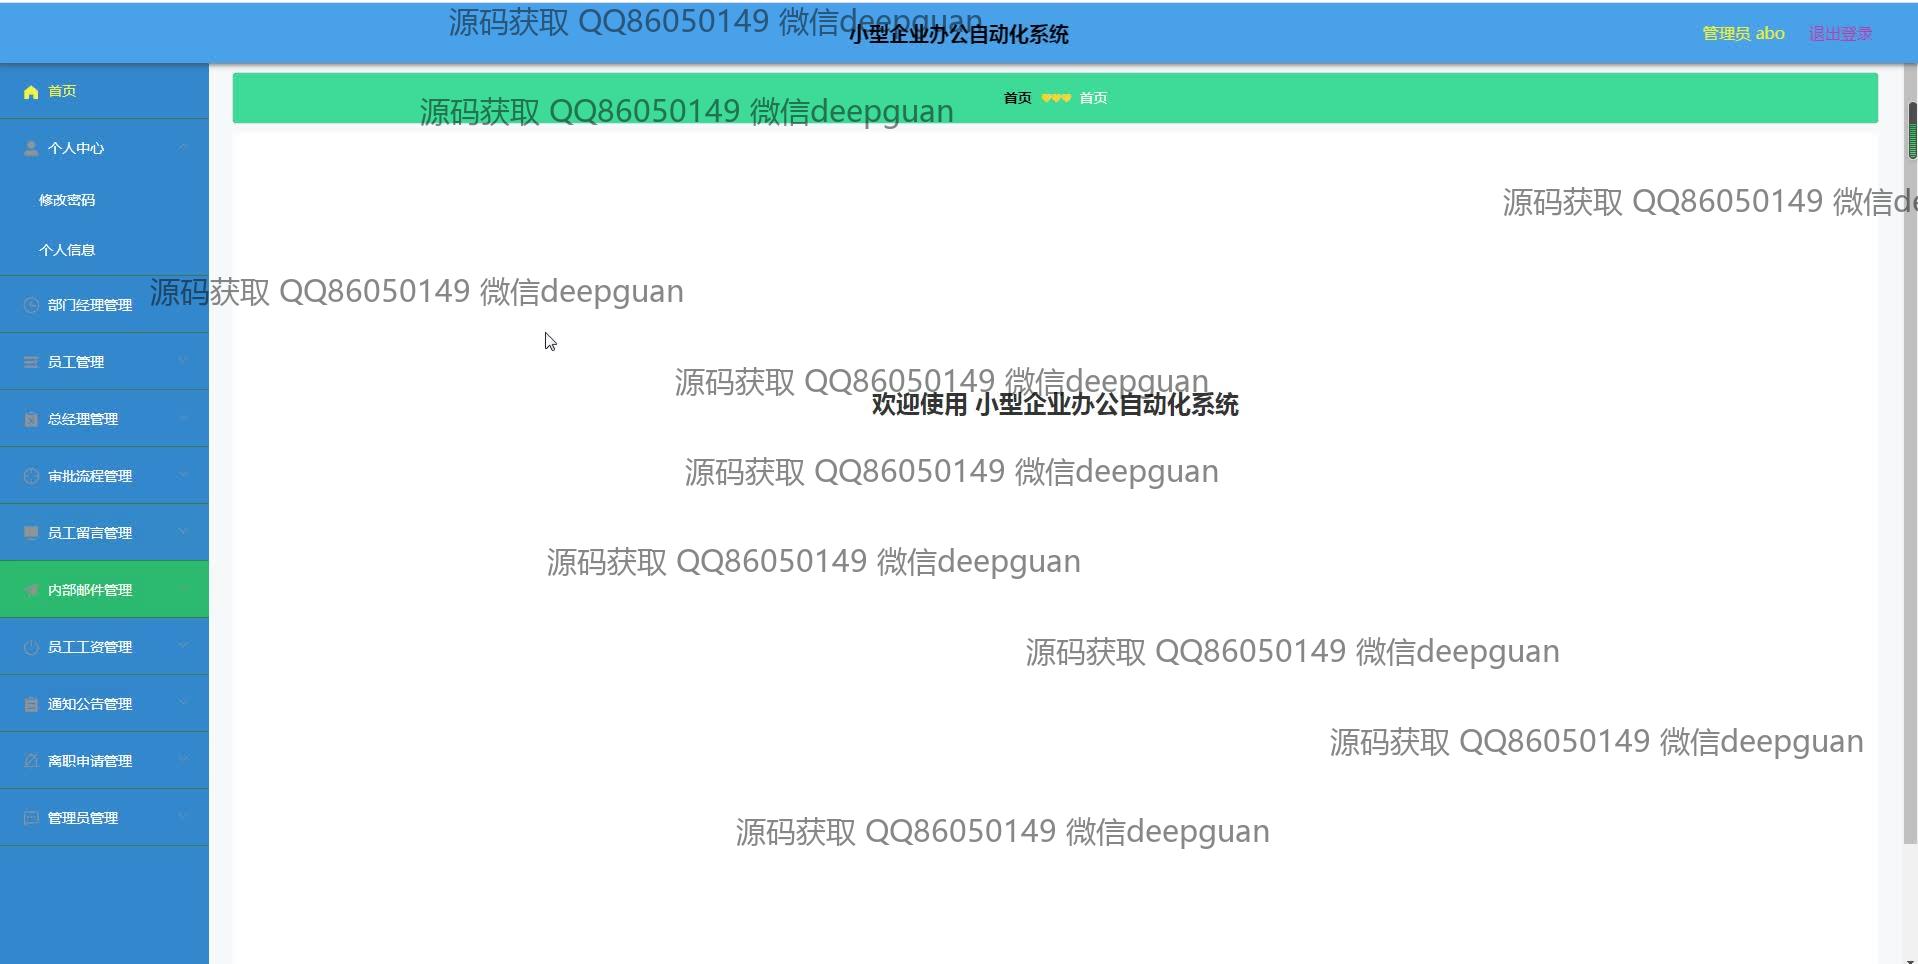 源码获取 QQ86050149 微信deepguan
小型企业办公自动化系统
管理员 abo
退出登录
首页
首页 首页
源码获取 QQ86050149 微信deepguan
个人中心
修改密码
源码获取 QQ86050149 微信de
个人信息
源码获取 QQ86050149 微信deepguan
部门经理管理
员工管理
源码获取 QQ86050149 微信deepguan
欢迎使用 小型企业办公自动化系统
总经理管理
源码获取 QQ86050149 微信deepguan
审批流程管理
员工留言管理
源码获取 QQ86050149 微信deepguan
内部邮件管理
员工工资管理
源码获取 QQ86050149 微信deepguan
通知公告管理
源码获取 QQ86050149 微信deepguan
离职申请管理
管理员管理
源码获取 QQ86050149 微信deepguan